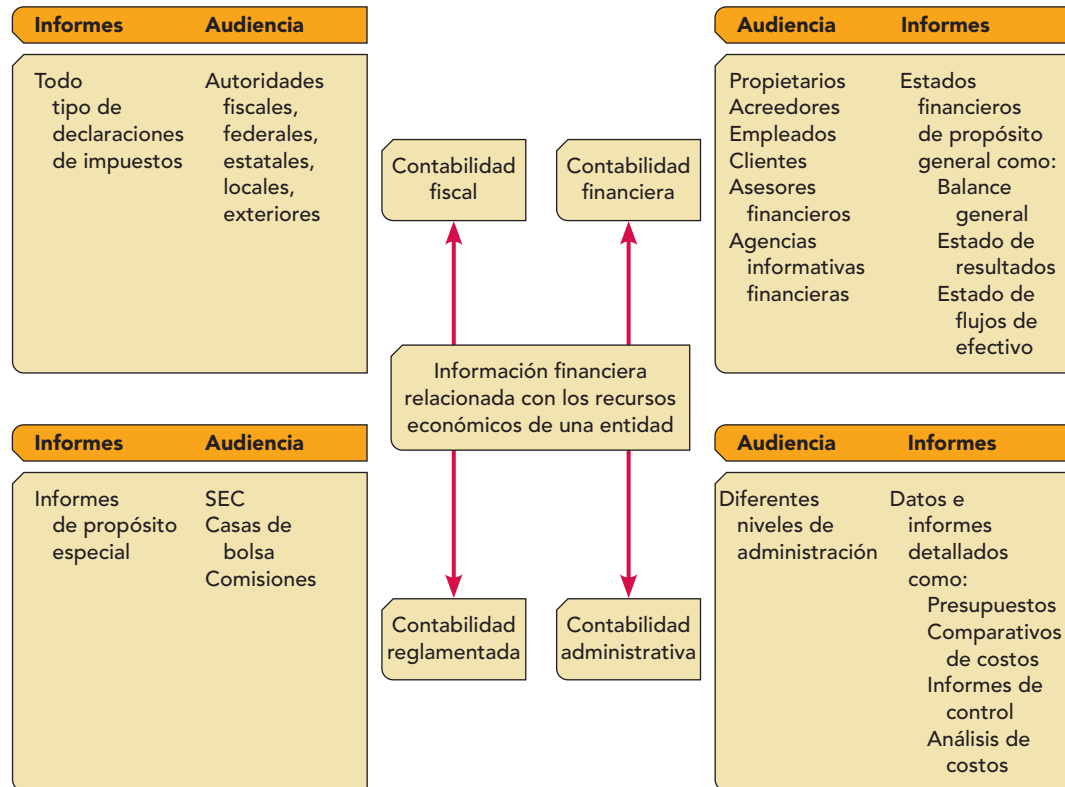 Informes Audiencia
Todo
tipo de
declaraciones
de impuestos
Autoridades
fiscales,
federales,
estatales,
locales,
exteriores
Contabilidad
fiscal
Contabilidad
financiera
Audiencia Informes
Propietarios
Acreedores
Empleados
Clientes
Asesores
financieros
Agencias
informativas
financieras
Estados
financieros
de propósito
general como:
Balance
general
Estado de
resultados
Estado de
flujos de
efectivo
Información financiera
relacionada con los recursos
económicos de una entidad
Informes Audiencia
Informes
de propósito
especial
SEC
Casas de
bolsa
Comisiones
Contabilidad
reglamentada
Contabilidad
administrativa
Audiencia Informes
Diferentes
niveles de
administración
Datos e
informes
detallados
como:
Presupuestos
Comparativos
de costos
Informes de
control
Análisis de
costos